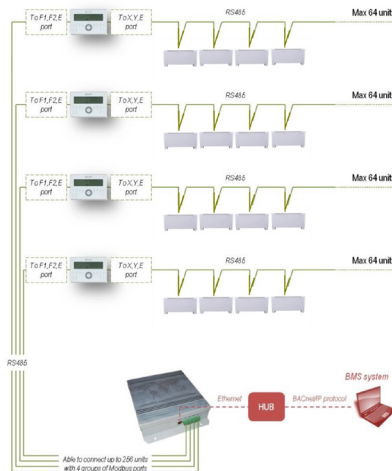 To F1,F2,E port
To X,Y,E port
RS485
Max 64 unit
To F1,F2,E port
To X,Y,E port
RS485
Max 64 unit
To F1,F2,E port
To X,Y,E port
RS485
Max 64 unit
To F1,F2,E port
To X,Y,E port
RS485
Max 64 unit
RS485
BMS system
Ethernet
HUB
BACnet/IP protocol
Able to connect up to 256 units
with 4 groups of Modbus ports